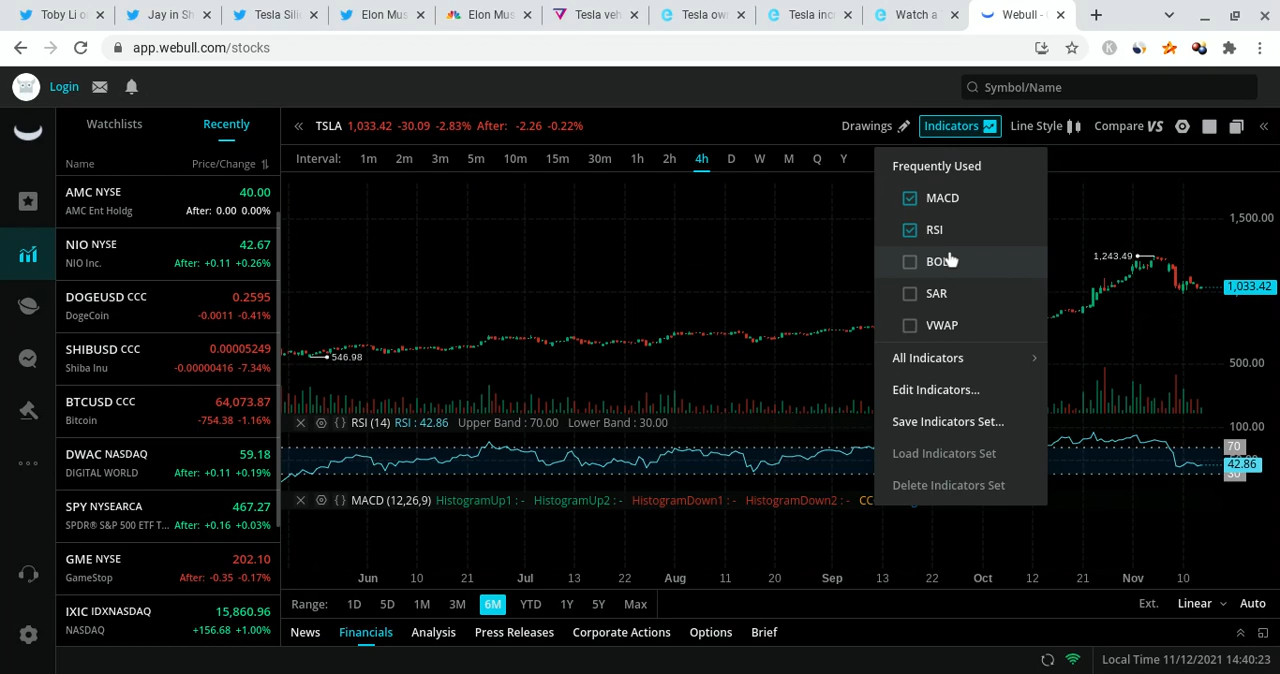 Toby Li o
Jay in Sh
Tesla Sili
Elon Mus
Elon Mus
Tesla veh
Tesla own
Tesla incr
Watch a T
Webull -
app.webull.com/stocks
K
Login
Symbol/Name
Watchlists
Recently
Name
Price/Change
AMC NYSE
40.00
AMC Ent Holdg
After: 0.00 0.00%
NIO NYSE
42.67
NIO Inc.
After: +0.11 +0.26%
DOGEUSD CCC
0.2595
DogeCoin
-0.0011 -0.41%
SHIBUSD CCC
0.00005249
Shiba Inu
-0.00000416 -7.34%
BTCUSD CCC
64,073.87
Bitcoin
-754.38 -1.16%
DWAC NASDAQ
59.18
DIGITAL WORLD
After: +0.11 +0.19%
SPY NYSEARCA
467.27
SPDR® S&P 500 ETF T...
After: +0.16 +0.03%
GME NYSE
202.10
GameStop
After: -0.35 -0.17%
IXIC IDXNASDAQ
15,860.96
NASDAQ
+156.68 +1.00%
TSLA 1,033.42 -30.09 -2.83% After: -2.26 -0.22%
Drawings
Indicators
Line Style
Compare VS
Interval: 1m 2m 3m 5m 10m 15m 30m 1h 2h 4h D W M Q Y
Frequently Used
MACD
RSI
SAR
VWAP
All Indicators
Edit Indicators...
Save Indicators Set...
Load Indicators Set
Delete Indicators Set
1,500.00
1,243.49
1,033.42
546.98
500.00
RSI (14) RSI : 42.86 Upper Band : 70.00 Lower Band : 30.00
100.00
70
42.86
30
MACD (12,26,9) HistogramUp1 : - HistogramUp2 : - HistogramDown1 : - HistogramDown2 : -
Jun 10 21 Jul 13 22 Aug 11 20 Sep 13 22 Oct 12 21 Nov 10
Range: 1D 5D 1M 3M 6M YTD 1Y 5Y Max
Ext. Linear Auto
News Financials Analysis Press Releases Corporate Actions Options Brief
Local Time 11/12/2021 14:40:23